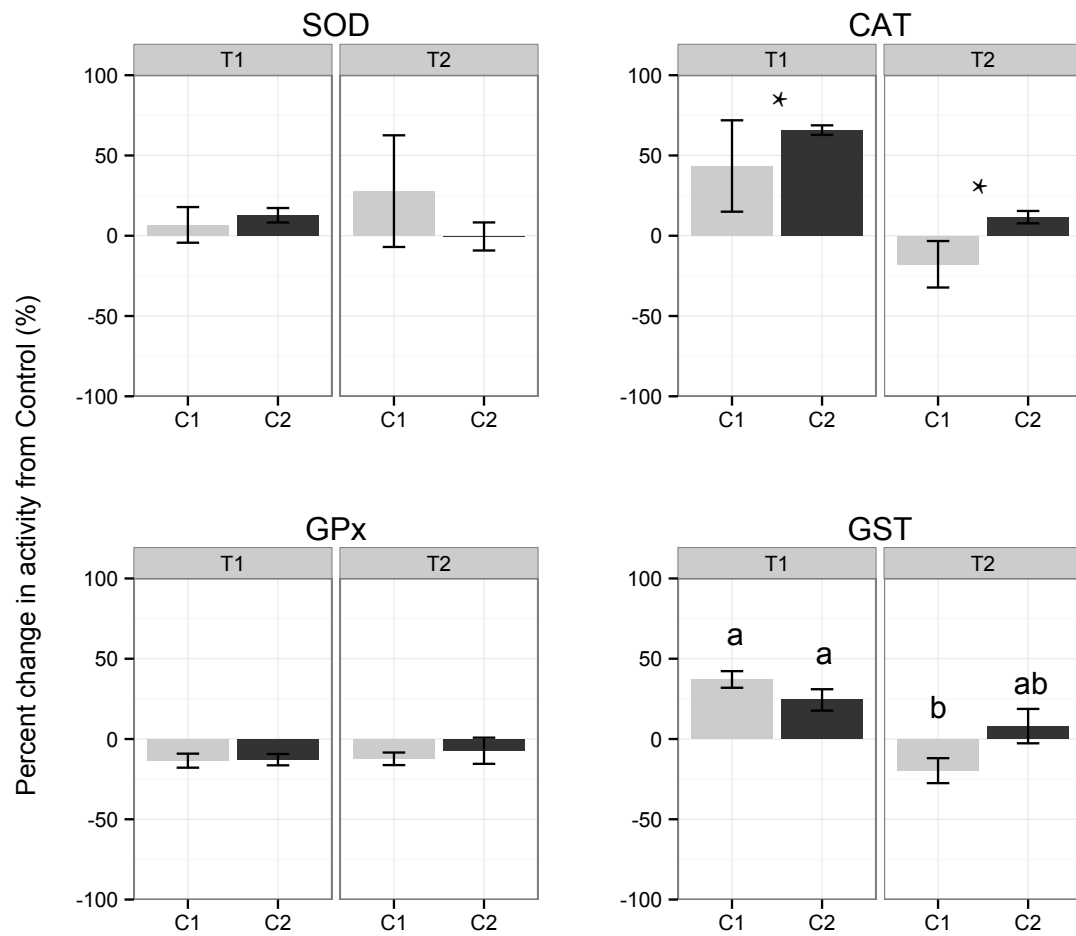 SOD
T1 T2
100
50
0
-50
-100
C1 C2 C1 C2
CAT
T1 T2
100
50
0
-50
-100
* *
C1 C2 C1 C2
Percent change in activity from Control (%)
GPx
T1 T2
100
50
0
-50
-100
C1 C2 C1 C2
GST
T1 T2
100
50
0
-50
-100
a a b ab
C1 C2 C1 C2